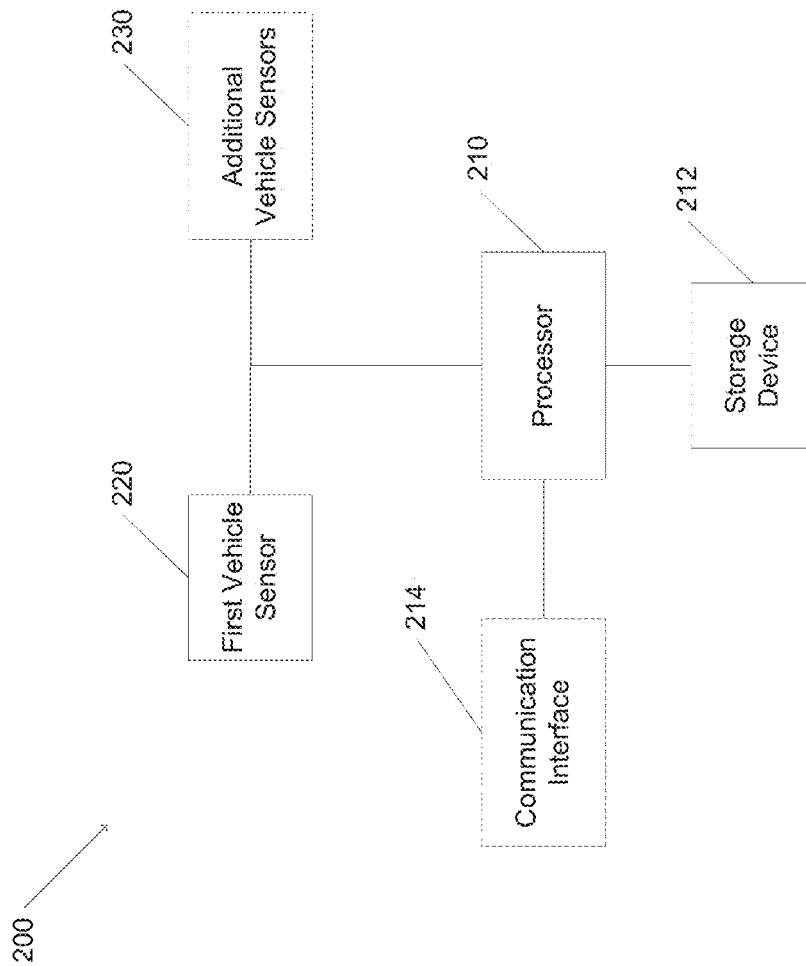 200
220
First Vehicle
Sensor
230
Additional
Vehicle Sensors
214
Communication
Interface
210
Processor
212
Storage
Device